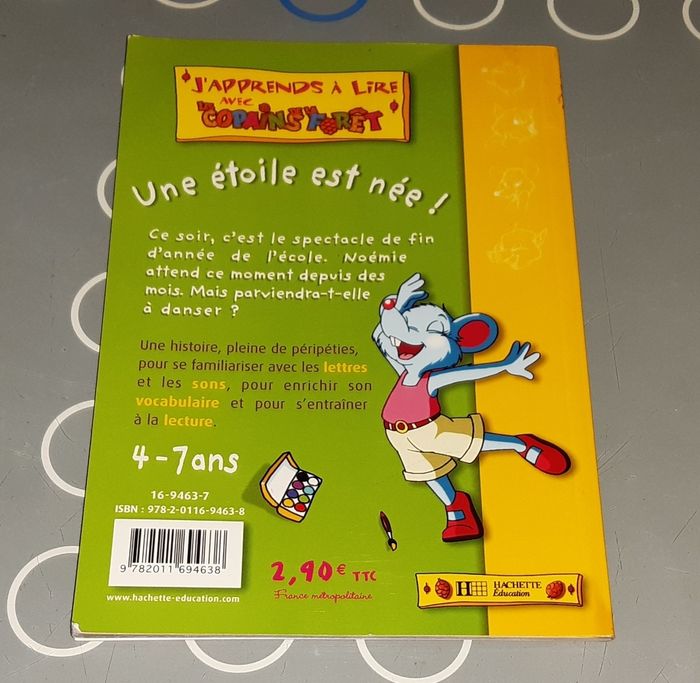 J'APPRENDS À LIRE
AVEC
LES COPAINS DE LA FORÊT
Une étoile est née !
Ce soir, c'est le spectacle de fin
d'année de l'école. Noémie
attend ce moment depuis des
mois. Mais parviendra-t-elle
à danser ?
Une histoire, pleine de péripéties,
pour se familiariser avec les lettres
et les sons, pour enrichir son
vocabulaire et pour s'entraîner
à la lecture.
4-7 ans
16-9463-7
ISBN : 978-2-0116-9463-8
9 782011 694638
www.hachette-education.com
2,90 € TTC
France métropolitaine
H HACHETTE
Éducation